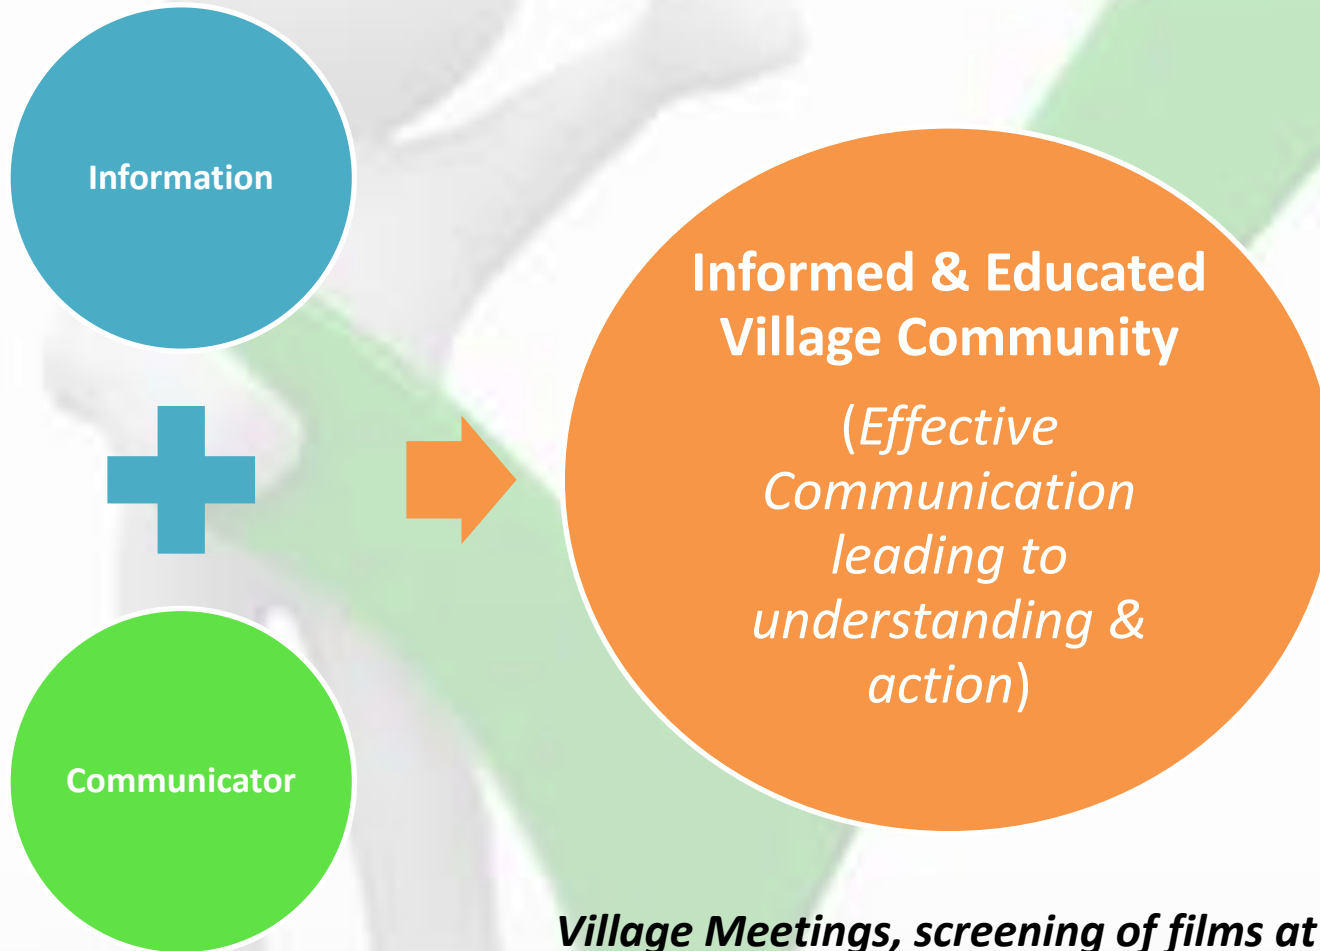 Information
Communicator
Informed & Educated
Village Community
(Effective
Communication
leading to
understanding &
action)
Village Meetings, screening of films at